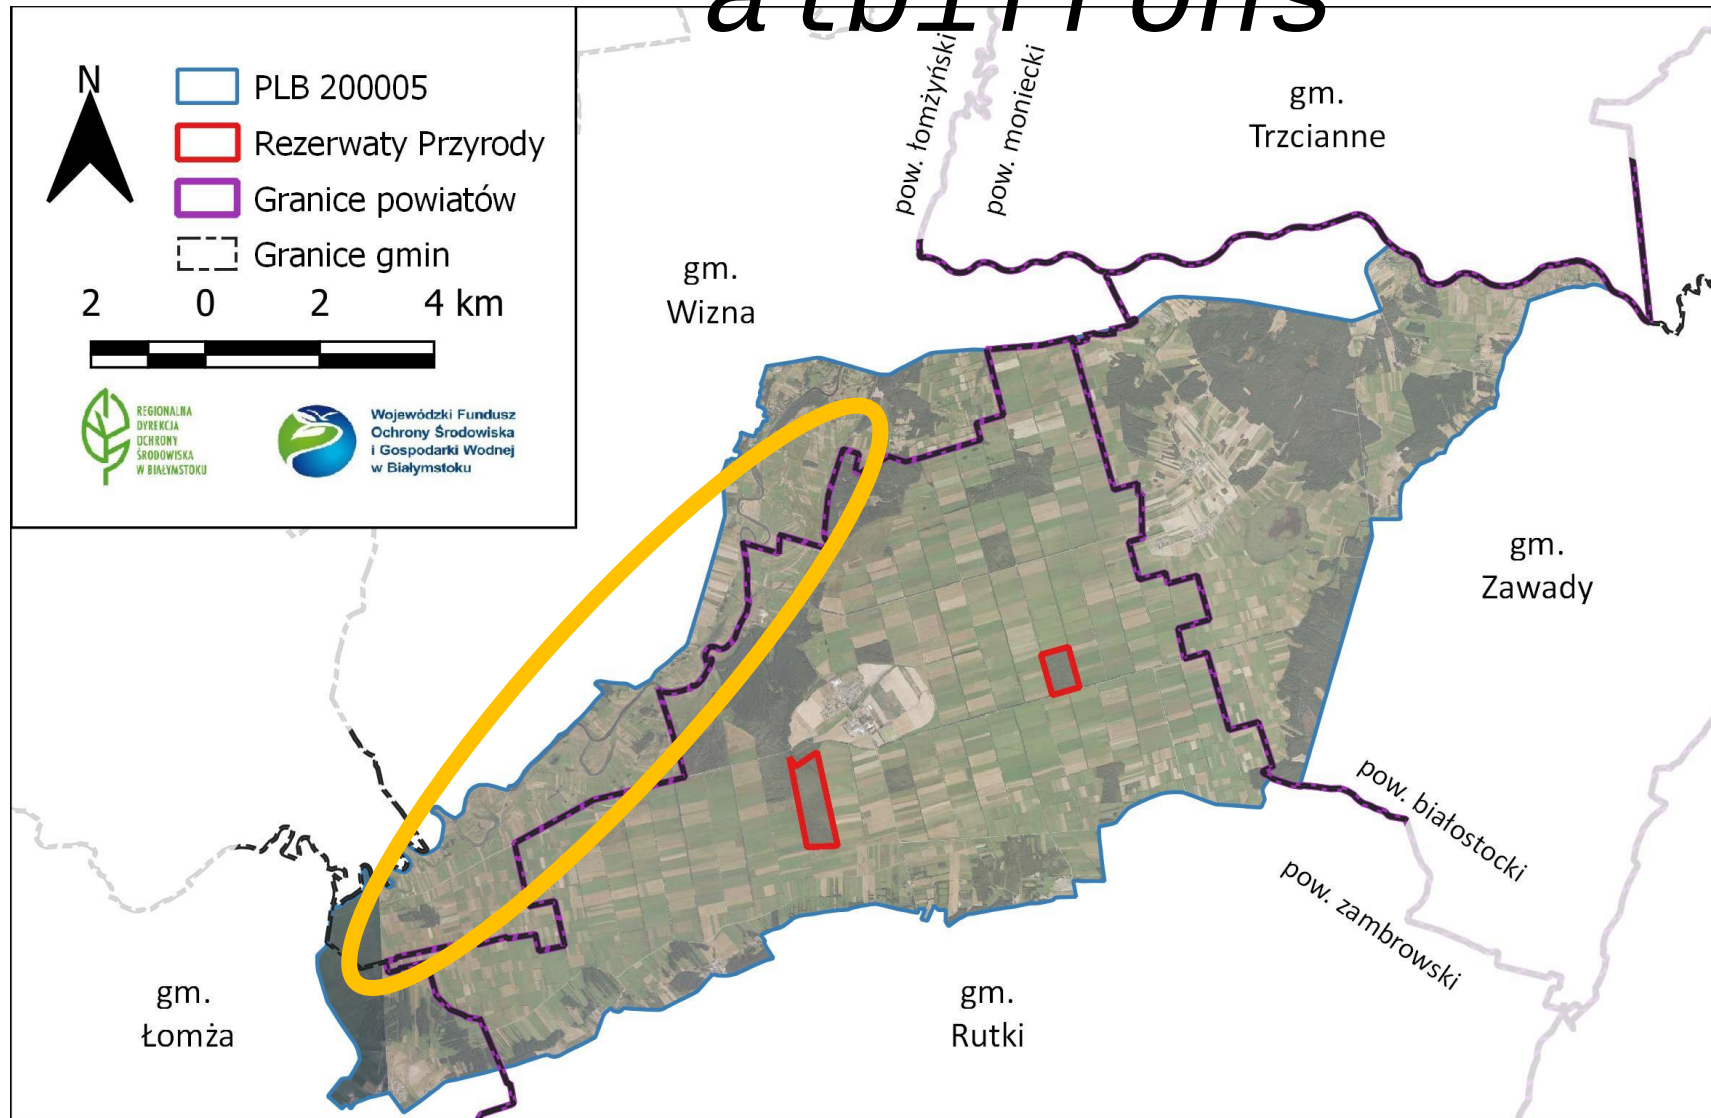 albifrons
N
PLB 200005
Rezerwaty Przyrody
Granice powiatów
Granice gmin
2 0 2 4 km
REGIONALNA
DYREKCJA
OCHRONY
ŚRODOWISKA
W BIAŁYMSTOKU
Wojewódzki Fundusz
Ochrony Środowiska
i Gospodarki Wodnej
w Białymstoku
pow. łomżyński
pow. moniecki
gm.
Trzcianne
gm.
Wizna
gm.
Zawady
pow. białostocki
pow. zambrowski
gm.
Łomża
gm.
Rutki